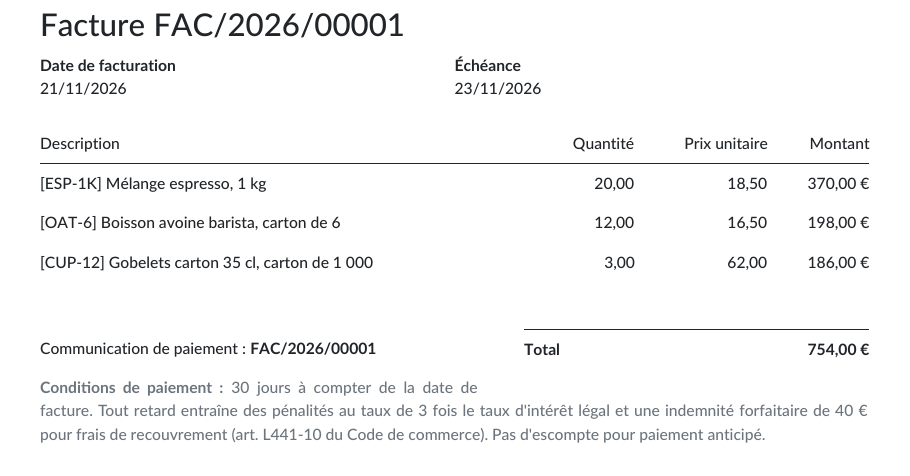 Facture FAC/2026/00001
Date de facturation Échéance
21/11/2026 23/11/2026
Description Quantité Prix unitaire Montant
[ESP-1K] Mélange espresso, 1 kg 20,00 18,50 370,00 €
[OAT-6] Boisson avoine barista, carton de 6 12,00 16,50 198,00 €
[CUP-12] Gobelets carton 35 cl, carton de 1 000 3,00 62,00 186,00 €
Communication de paiement : FAC/2026/00001 Total 754,00 €
Conditions de paiement : 30 jours à compter de la date de
facture. Tout retard entraîne des pénalités au taux de 3 fois le taux d'intérêt légal et une indemnité forfaitaire de 40 €
pour frais de recouvrement (art. L441-10 du Code de commerce). Pas d'escompte pour paiement anticipé.